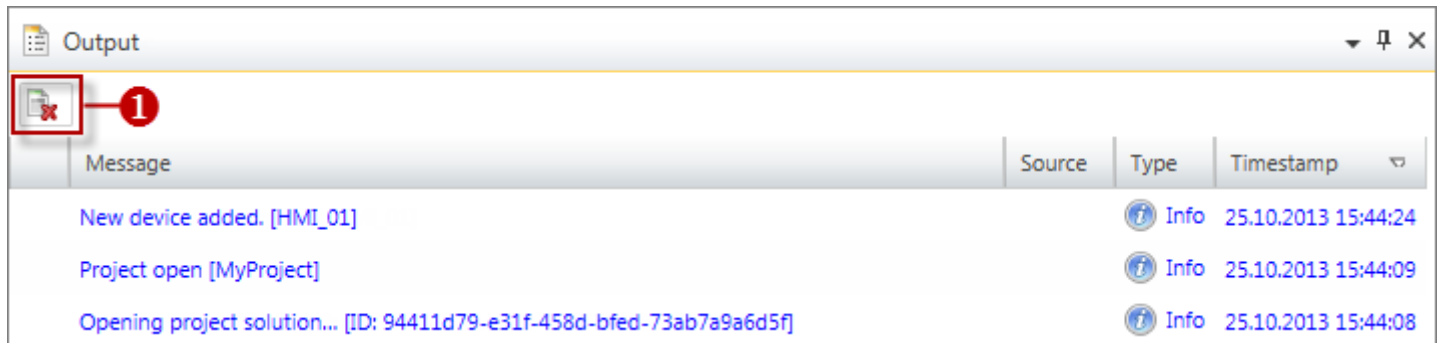 Output
1
Message Source Type Timestamp
New device added. [HMI_01] Info 25.10.2013 15:44:24
Project open [MyProject] Info 25.10.2013 15:44:09
Opening project solution... [ID: 94411d79-e31f-458d-bfed-73ab7a9a6d5f] Info 25.10.2013 15:44:08